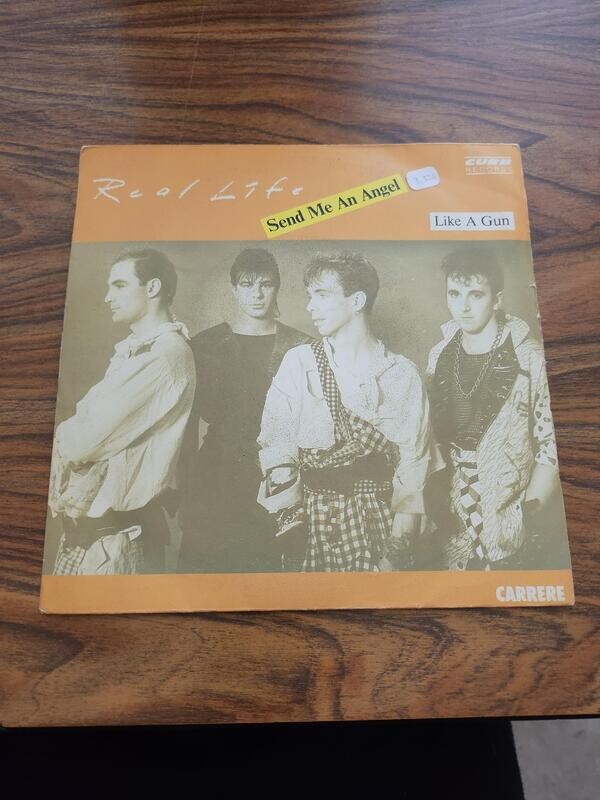 Real Life
Send Me An Angel
CURB
RECORDS
Like A Gun
CARRERE